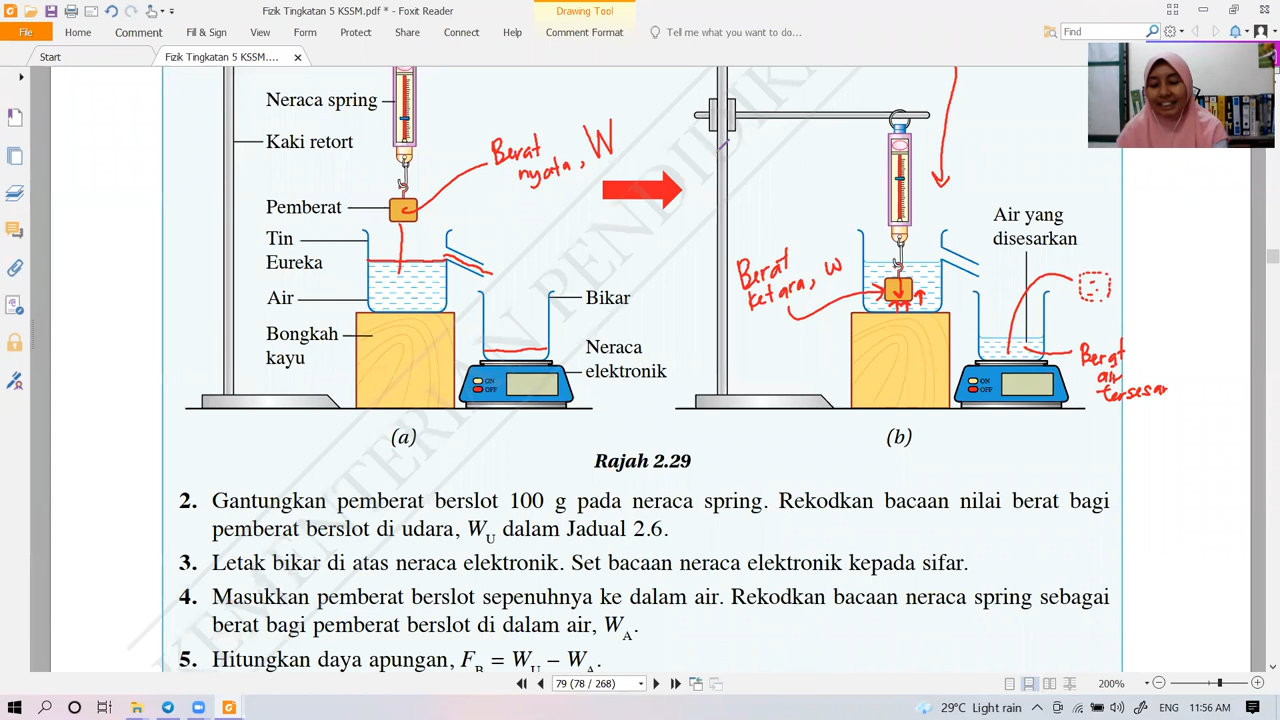 Fizik Tingkatan 5 KSSM.pdf * - Foxit Reader
Drawing Tool
File Home Comment Fill & Sign View Form Protect Share Connect Help Comment Format Tell me what you want to do... Find
Start Fizik Tingkatan 5 KSSM....
Neraca spring
Kaki retort
Pemberat
Tin
Eureka
Air
Bongkah
kayu
Bikar
Neraca
elektronik
ON
OFF
Berat
nyata, W
Berat
ketara, W
Air yang
disesarkan
Berat
air
tersesar
ON
OFF
(a)
(b)
KEMENTERIAN PENDIDIK
Rajah 2.29
2. Gantungkan pemberat berslot 100 g pada neraca spring. Rekodkan bacaan nilai berat bagi
pemberat berslot di udara, WU dalam Jadual 2.6.
3. Letak bikar di atas neraca elektronik. Set bacaan neraca elektronik kepada sifar.
4. Masukkan pemberat berslot sepenuhnya ke dalam air. Rekodkan bacaan neraca spring sebagai
berat bagi pemberat berslot di dalam air, WA.
5. Hitungkan daya apungan, FB = WU – WA.
79 (78 / 268)
200%
29°C Light rain
ENG
11:56 AM